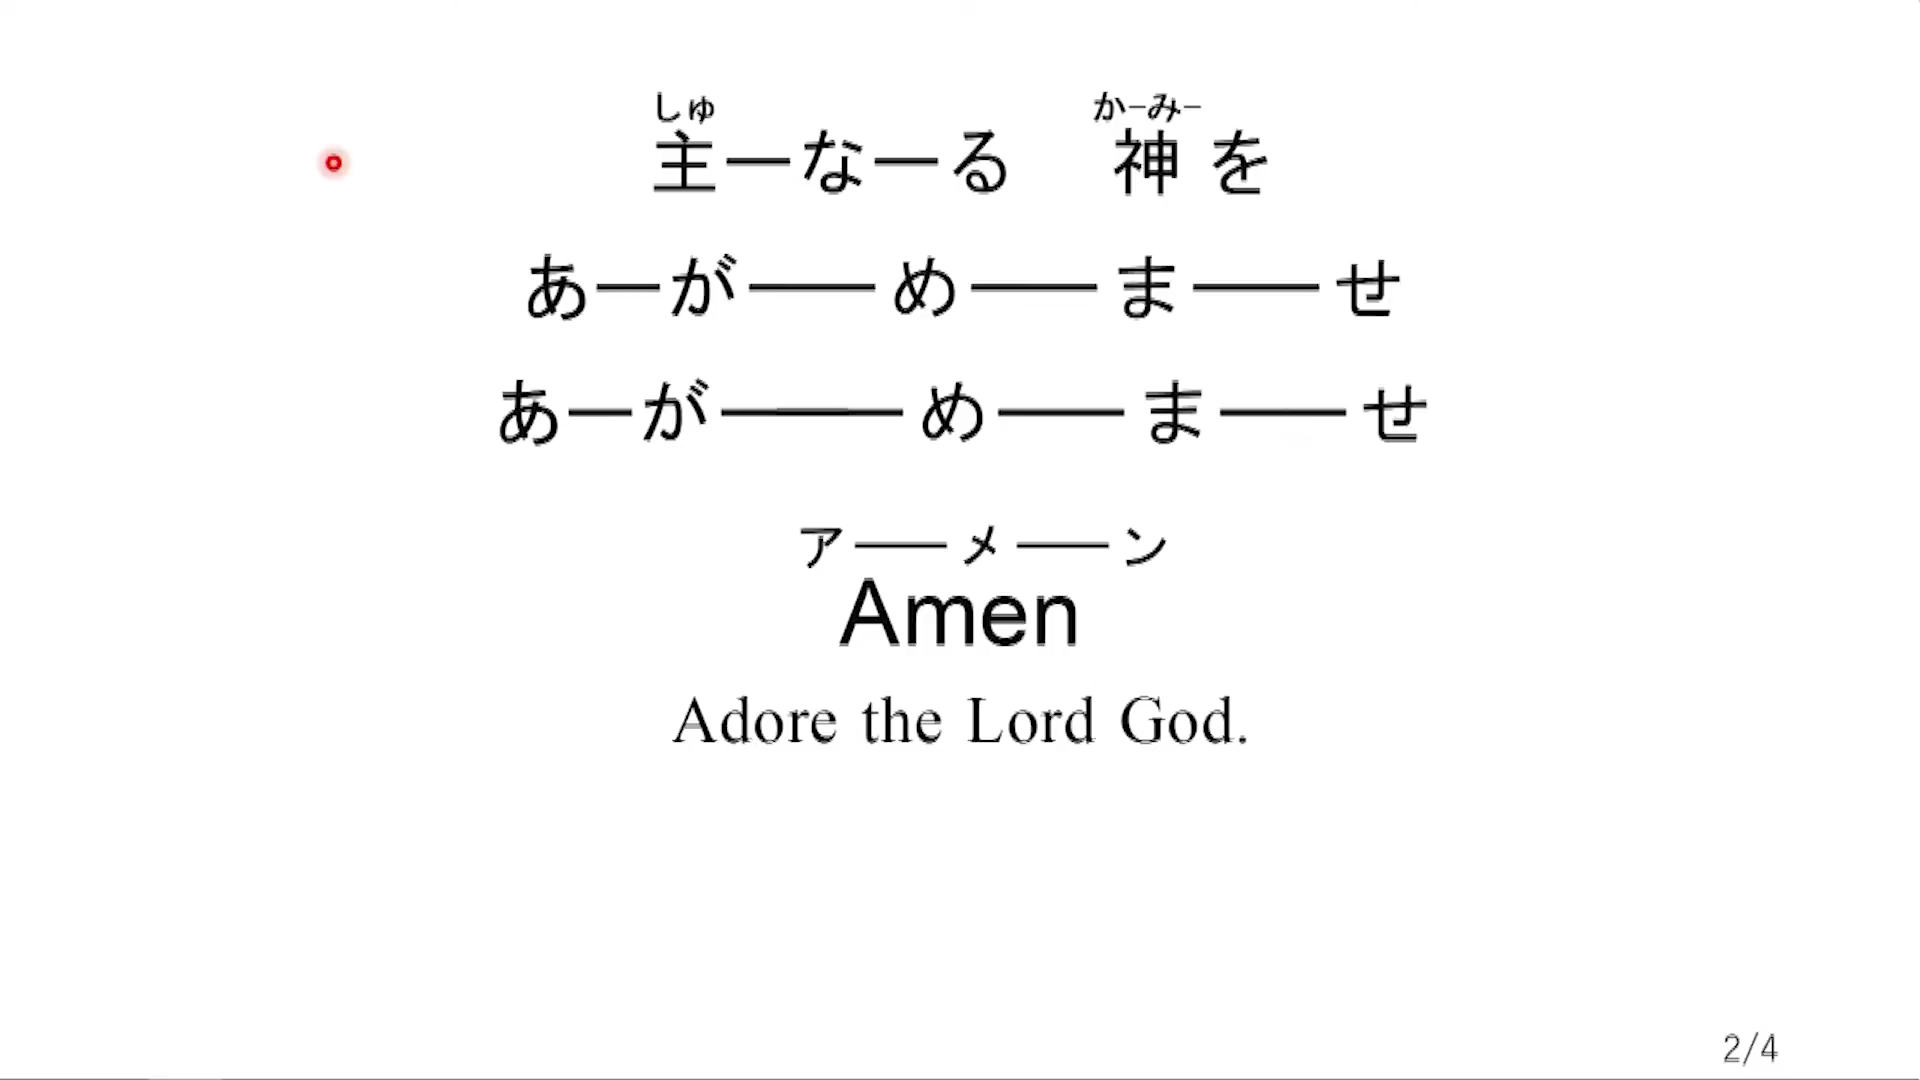 しゅ　かーみー
主ーなーる　神を
あーがーーめーーまーーせ
あーがーーーめーーまーーせ
アーーメーーン
Amen
Adore the Lord God.
2/4